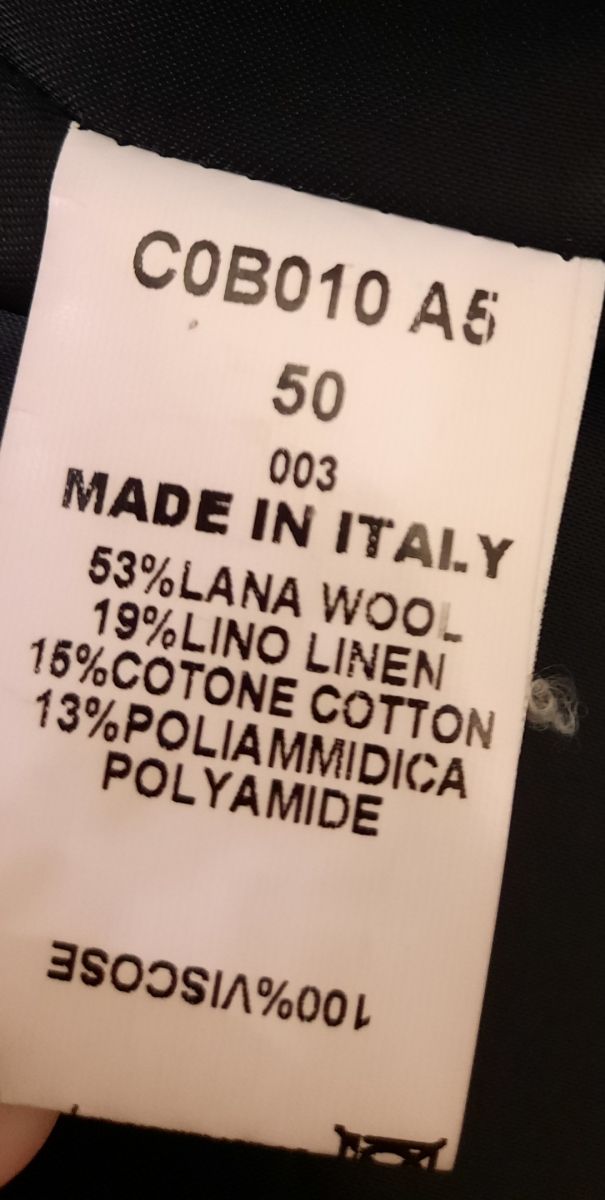 C0B010 A5
50
003
MADE IN ITALY
53%LANA WOOL
19%LINO LINEN
15%COTONE COTTON
13%POLIAMMIDICA
POLYAMIDE
100%VISCOSE